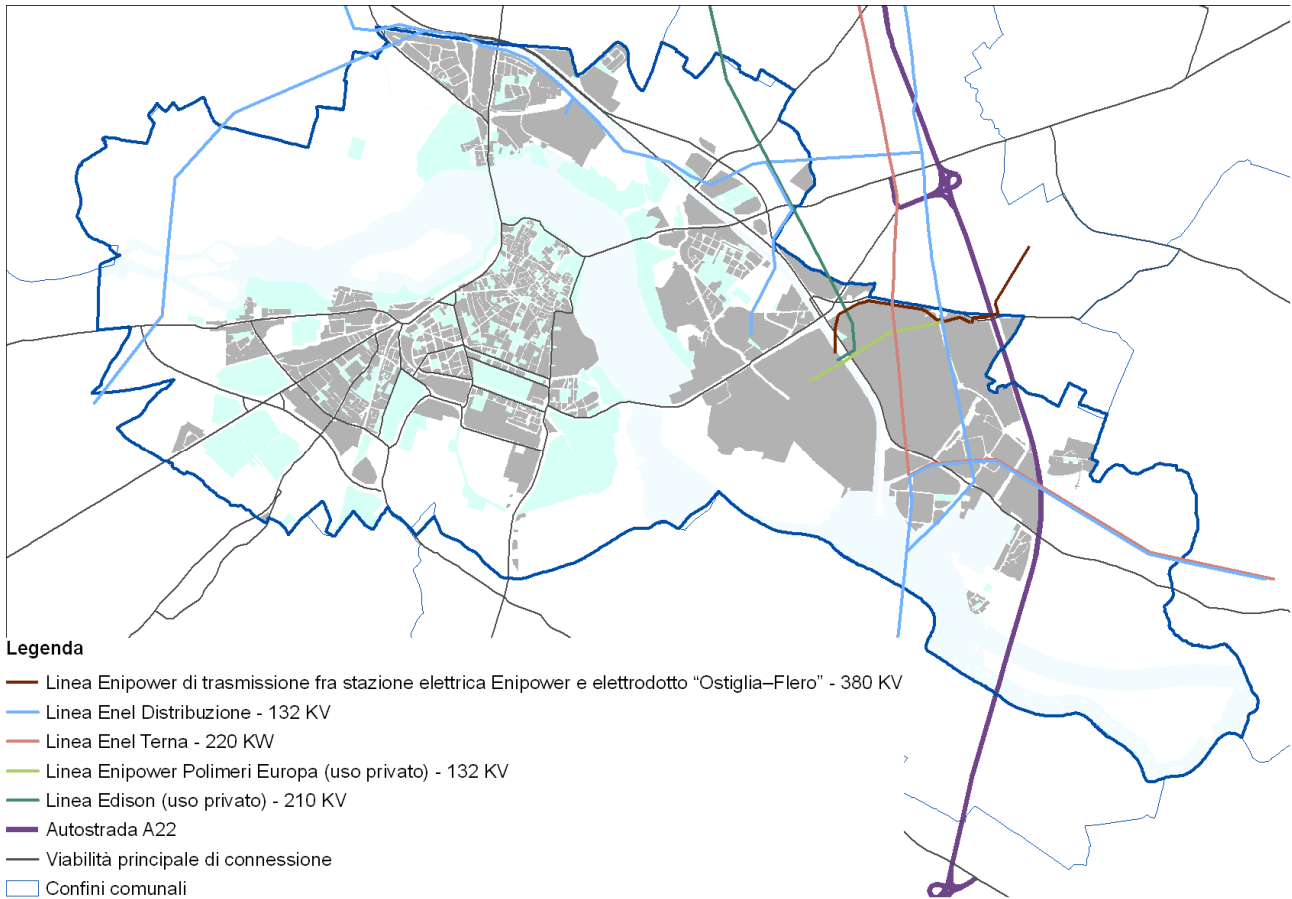 Legenda
Linea Enipower di trasmissione fra stazione elettrica Enipower e elettrodotto “Ostiglia–Flero” - 380 KV
Linea Enel Distribuzione - 132 KV
Linea Enel Terna - 220 KW
Linea Enipower Polimeri Europa (uso privato) - 132 KV
Linea Edison (uso privato) - 210 KV
Autostrada A22
Viabilità principale di connessione
Confini comunali